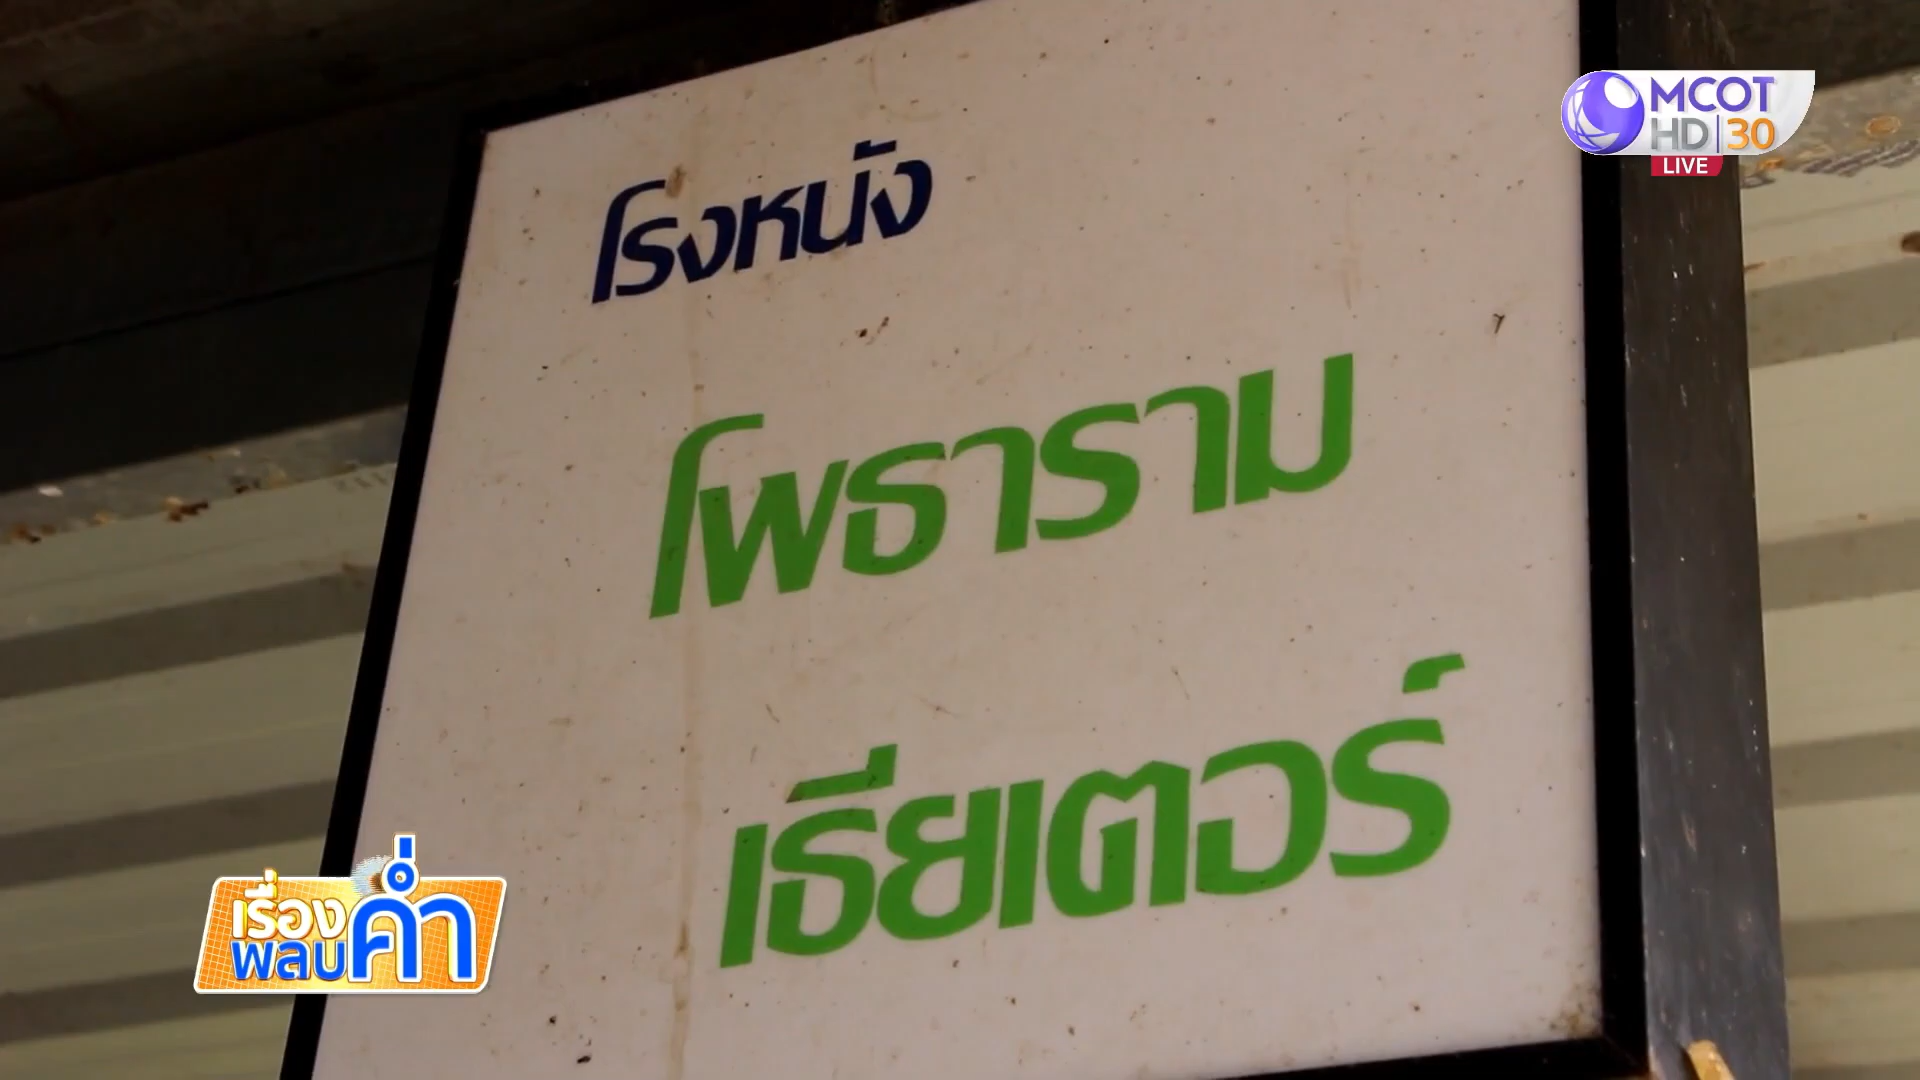 MCOT
HD 30
LIVE
โรงหนัง
โพธาราม
เธียเตอร์
เรื่อง
พลบค่ำ